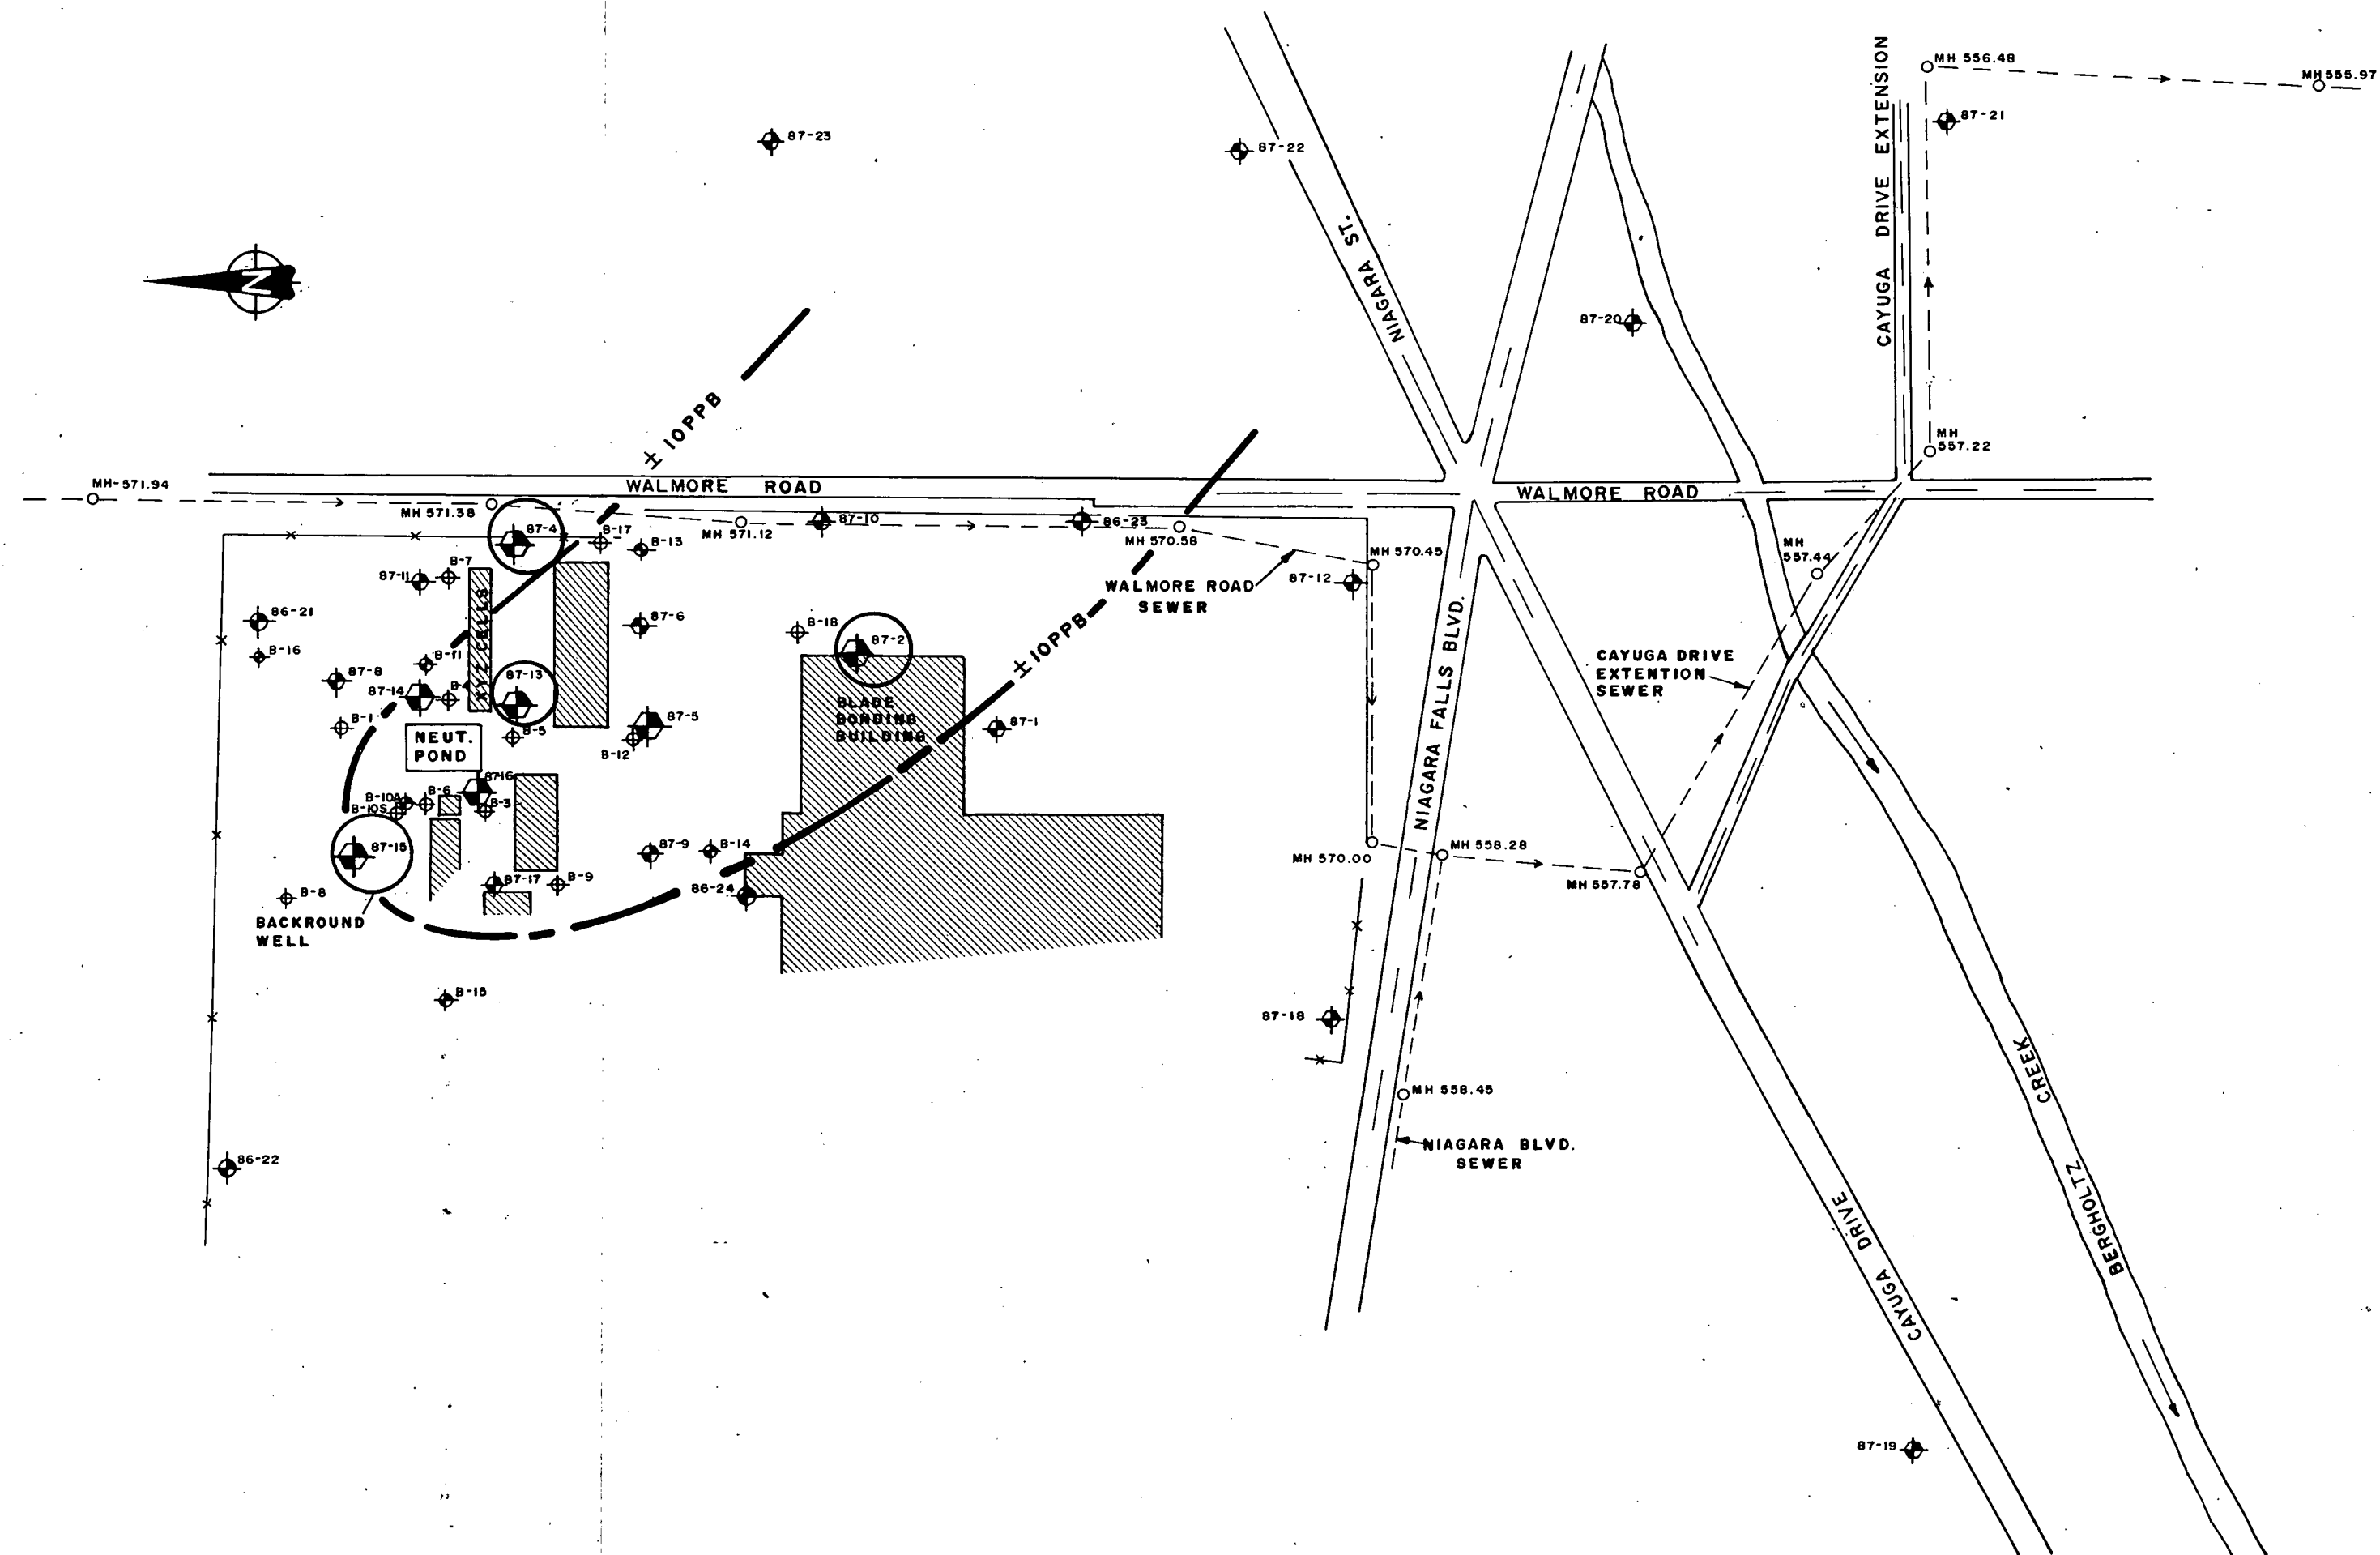 MH 556.48
MH 555.97
CAYUGA DRIVE EXTENSION
87-21
87-23
87-22
NIAGARA ST.
N
87-20
± 10PPB
MH 557.22
MH-571.94
WALMORE ROAD
WALMORE ROAD
MH 571.38
87-4
B-17
B-13
MH 571.12
87-10
86-23
MH 570.58
MH 570.45
MH 557.44
87-11
B-7
87-12
WALMORE ROAD
SEWER
XYZ CELLS
86-21
B-16
87-6
B-18
87-2
± 10PPB
B-11
87-8
87-14
87-13
B-1
87-5
B-5
B-12
NEUT.
POND
BLADE
BONDING
BUILDING
87-1
NIAGARA FALLS BLVD.
CAYUGA DRIVE
EXTENTION
SEWER
87-16
B-10A
B-10S
B-6
B-3
87-15
87-9
B-14
MH 570.00
MH 558.28
MH 557.78
87-17
B-9
86-24
B-8
BACKROUND
WELL
B-15
87-18
MH 558.45
NIAGARA BLVD.
SEWER
86-22
BERGHOLTZ CREEK
CAYUGA DRIVE
87-19